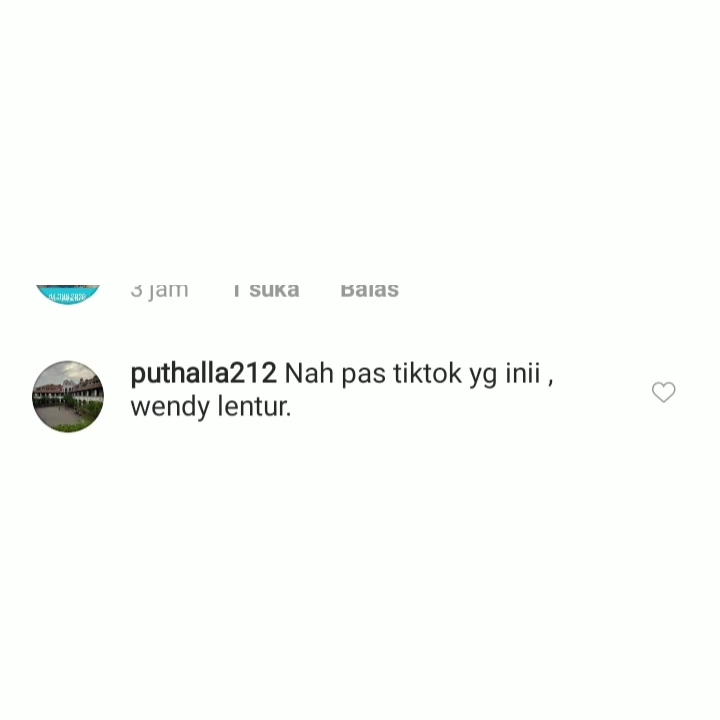 3 jam 1 suka Balas
puthalla212 Nah pas tiktok yg inii ,
wendy lentur.